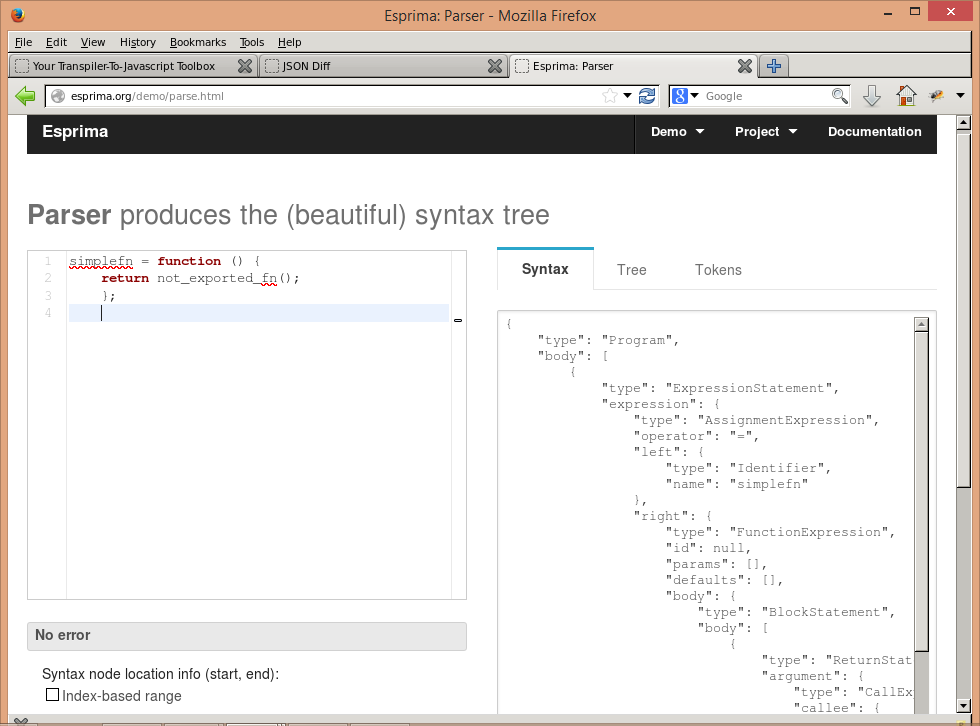 Esprima: Parser - Mozilla Firefox
File Edit View History Bookmarks Tools Help
Your Transpiler-To-Javascript Toolbox JSON Diff Esprima: Parser
esprima.org/demo/parse.html Google
Esprima Demo Project Documentation
Parser produces the (beautiful) syntax tree
1 simplefn = function () {
2 return not_exported_fn();
3 };
4
No error
Syntax node location info (start, end):
Index-based range
Syntax Tree Tokens
{
"type": "Program",
"body": [
{
"type": "ExpressionStatement",
"expression": {
"type": "AssignmentExpression",
"operator": "=",
"left": {
"type": "Identifier",
"name": "simplefn"
},
"right": {
"type": "FunctionExpression",
"id": null,
"params": [],
"defaults": [],
"body": {
"type": "BlockStatement",
"body": [
{
"type": "ReturnStat
"argument": {
"type": "CallEx
"callee": {